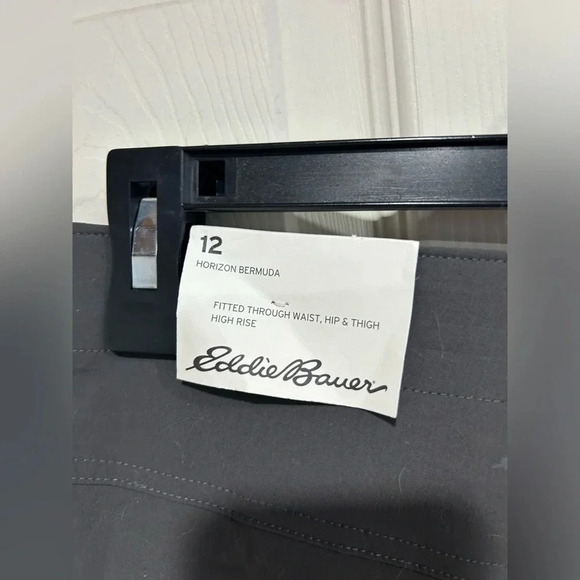 12
HORIZON BERMUDA
FITTED THROUGH WAIST, HIP & THIGH
HIGH RISE
Eddie Bauer